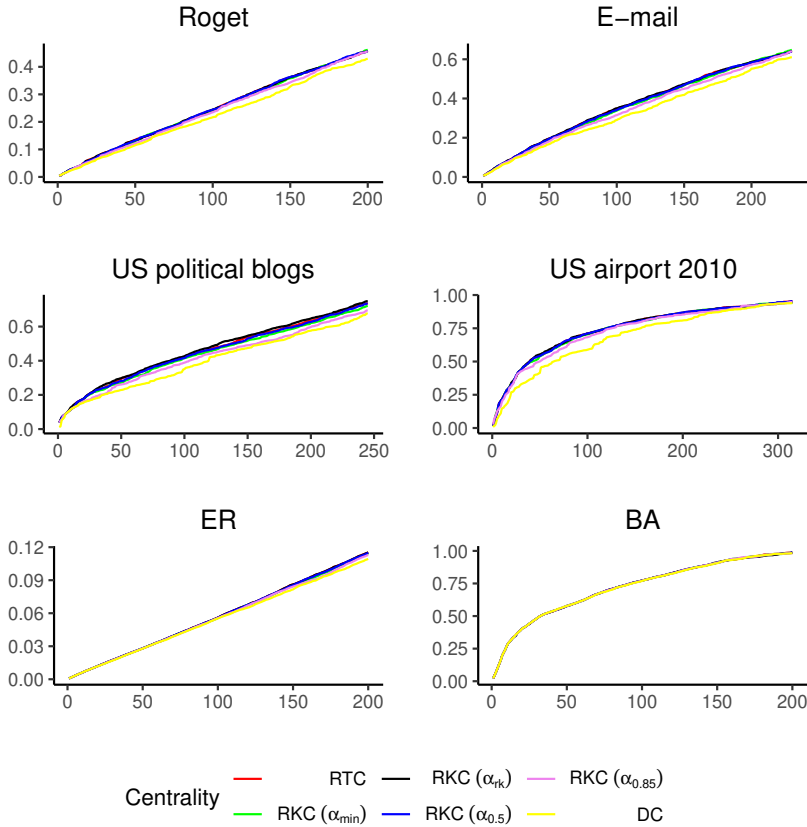 Roget
E−mail
0.4
0.3
0.2
0.1
0.0
0 50 100 150 200
0.6
0.4
0.2
0.0
0 50 100 150 200
US political blogs
US airport 2010
0.6
0.4
0.2
0.0
0 50 100 150 200 250
1.00
0.75
0.50
0.25
0.00
0 100 200 300
ER
BA
0.12
0.09
0.06
0.03
0.00
0 50 100 150 200
1.00
0.75
0.50
0.25
0.00
0 50 100 150 200
Centrality
RTC RKC (α_rk) RKC (α_0.85)
RKC (α_min) RKC (α_0.5) DC